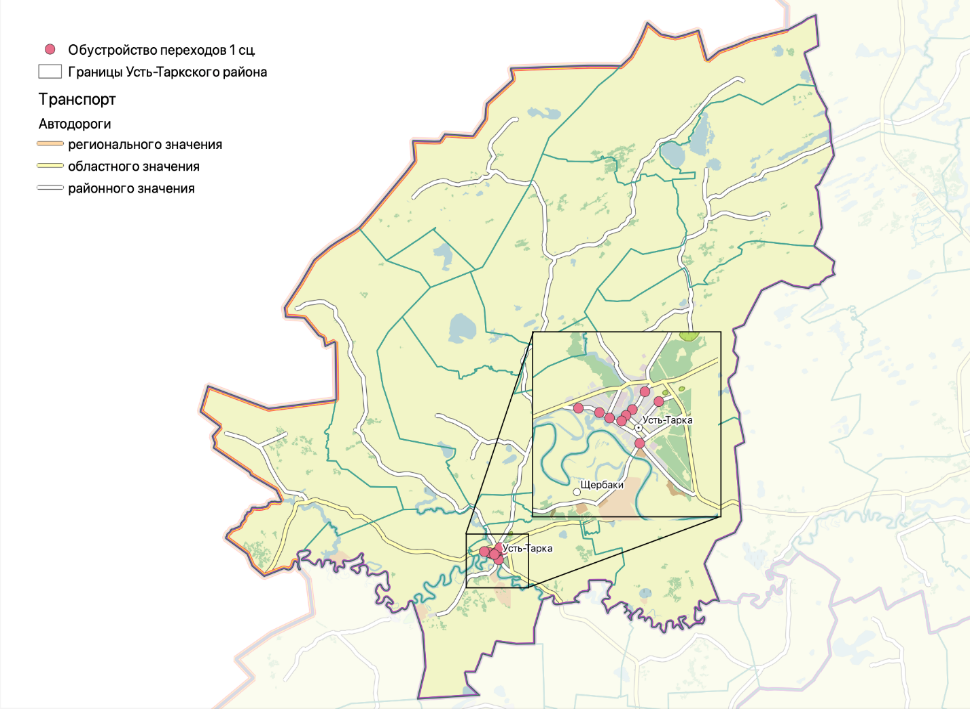 Обустройство переходов 1 сц.
Границы Усть-Таркского района
Транспорт
Автодороги
регионального значения
областного значения
районного значения
Усть-Тарка
Щербаки
Усть-Тарка